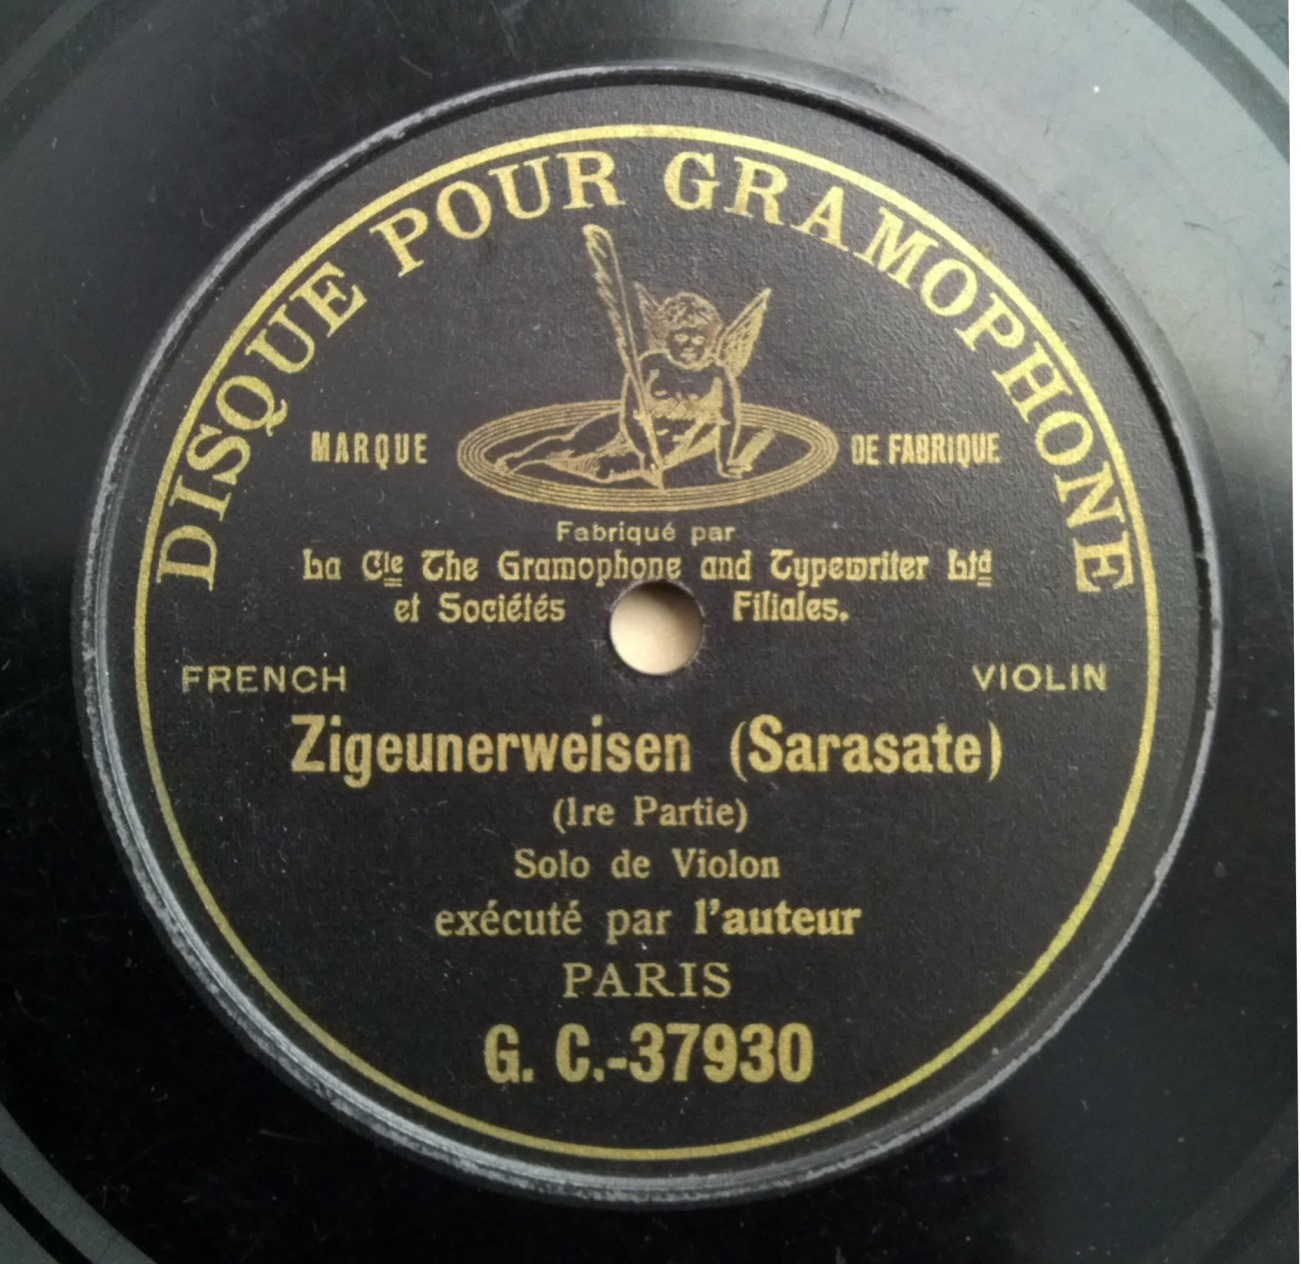 DISQUE POUR GRAMOPHONE
MARQUE DE FABRIQUE
Fabriqué par
La Cie The Gramophone and Typewriter Ltd
et Sociétés Filiales.
FRENCH VIOLIN
Zigeunerweisen (Sarasate)
(1re Partie)
Solo de Violon
exécuté par l'auteur
PARIS
G. C.-37930